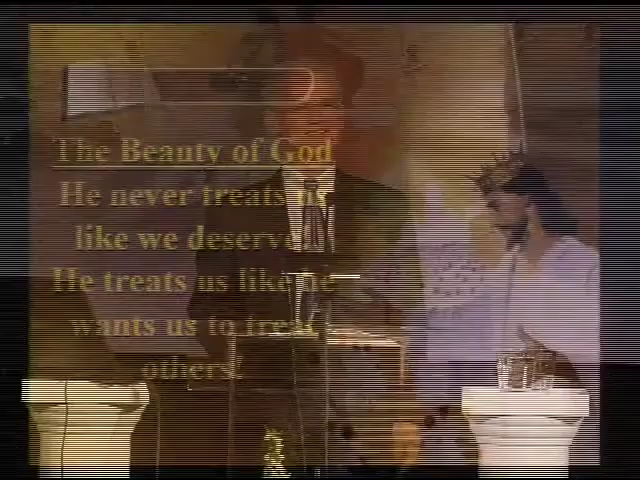 The Beauty of God
He never treats us
like we deserve.
He treats us like he
wants us to treat
others!